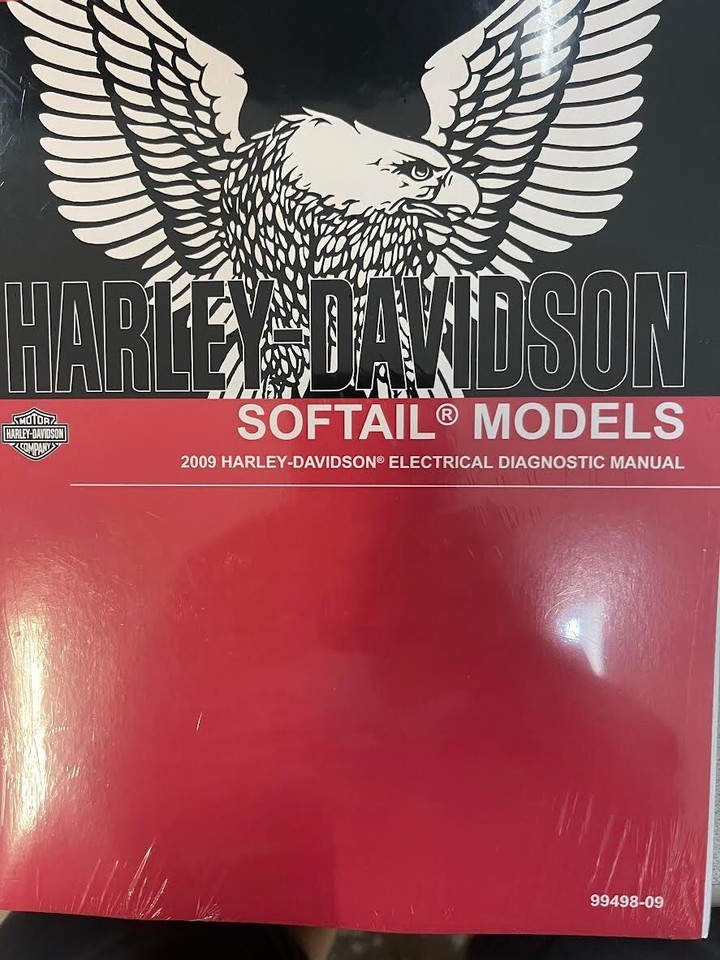 HARLEY-DAVIDSON
SOFTAIL® MODELS
MOTOR
HARLEY-DAVIDSON
COMPANY
2009 HARLEY-DAVIDSON® ELECTRICAL DIAGNOSTIC MANUAL
99498-09